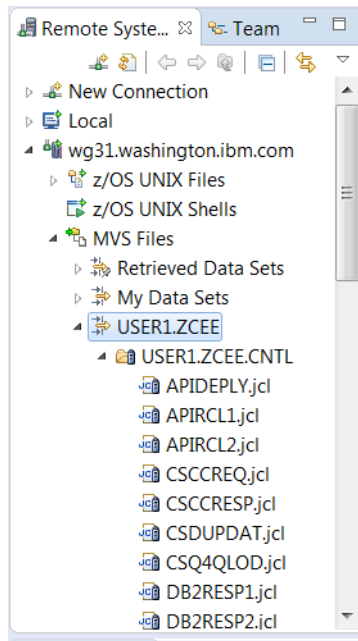 Remote Syste... Team
New Connection
Local
wg31.washington.ibm.com
z/OS UNIX Files
z/OS UNIX Shells
MVS Files
Retrieved Data Sets
My Data Sets
USER1.ZCEE
USER1.ZCEE.CNTL
APIDEPLY.jcl
APIRCL1.jcl
APIRCL2.jcl
CSCCREQ.jcl
CSCCRESP.jcl
CSDUPDAT.jcl
CSQ4QLOD.jcl
DB2RESP1.jcl
DB2RESP2.jcl